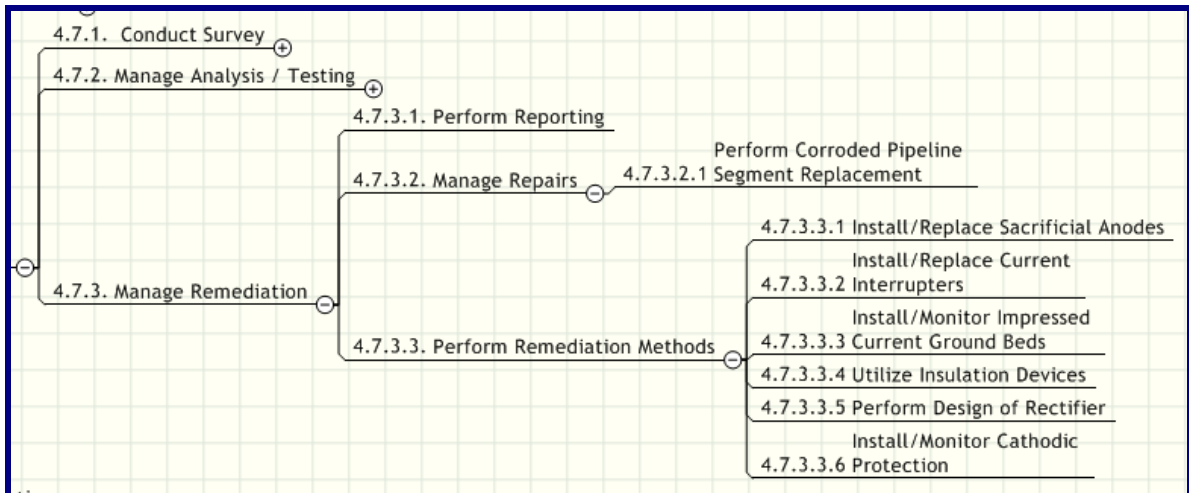 4.7.1. Conduct Survey
4.7.2. Manage Analysis / Testing
4.7.3.1. Perform Reporting
Perform Corroded Pipeline
4.7.3.2. Manage Repairs
4.7.3.2.1 Segment Replacement
4.7.3.3.1 Install/Replace Sacrificial Anodes
Install/Replace Current
4.7.3.3.2 Interrupters
4.7.3. Manage Remediation
Install/Monitor Impressed
4.7.3.3.3 Current Ground Beds
4.7.3.3. Perform Remediation Methods
4.7.3.3.4 Utilize Insulation Devices
4.7.3.3.5 Perform Design of Rectifier
Install/Monitor Cathodic
4.7.3.3.6 Protection